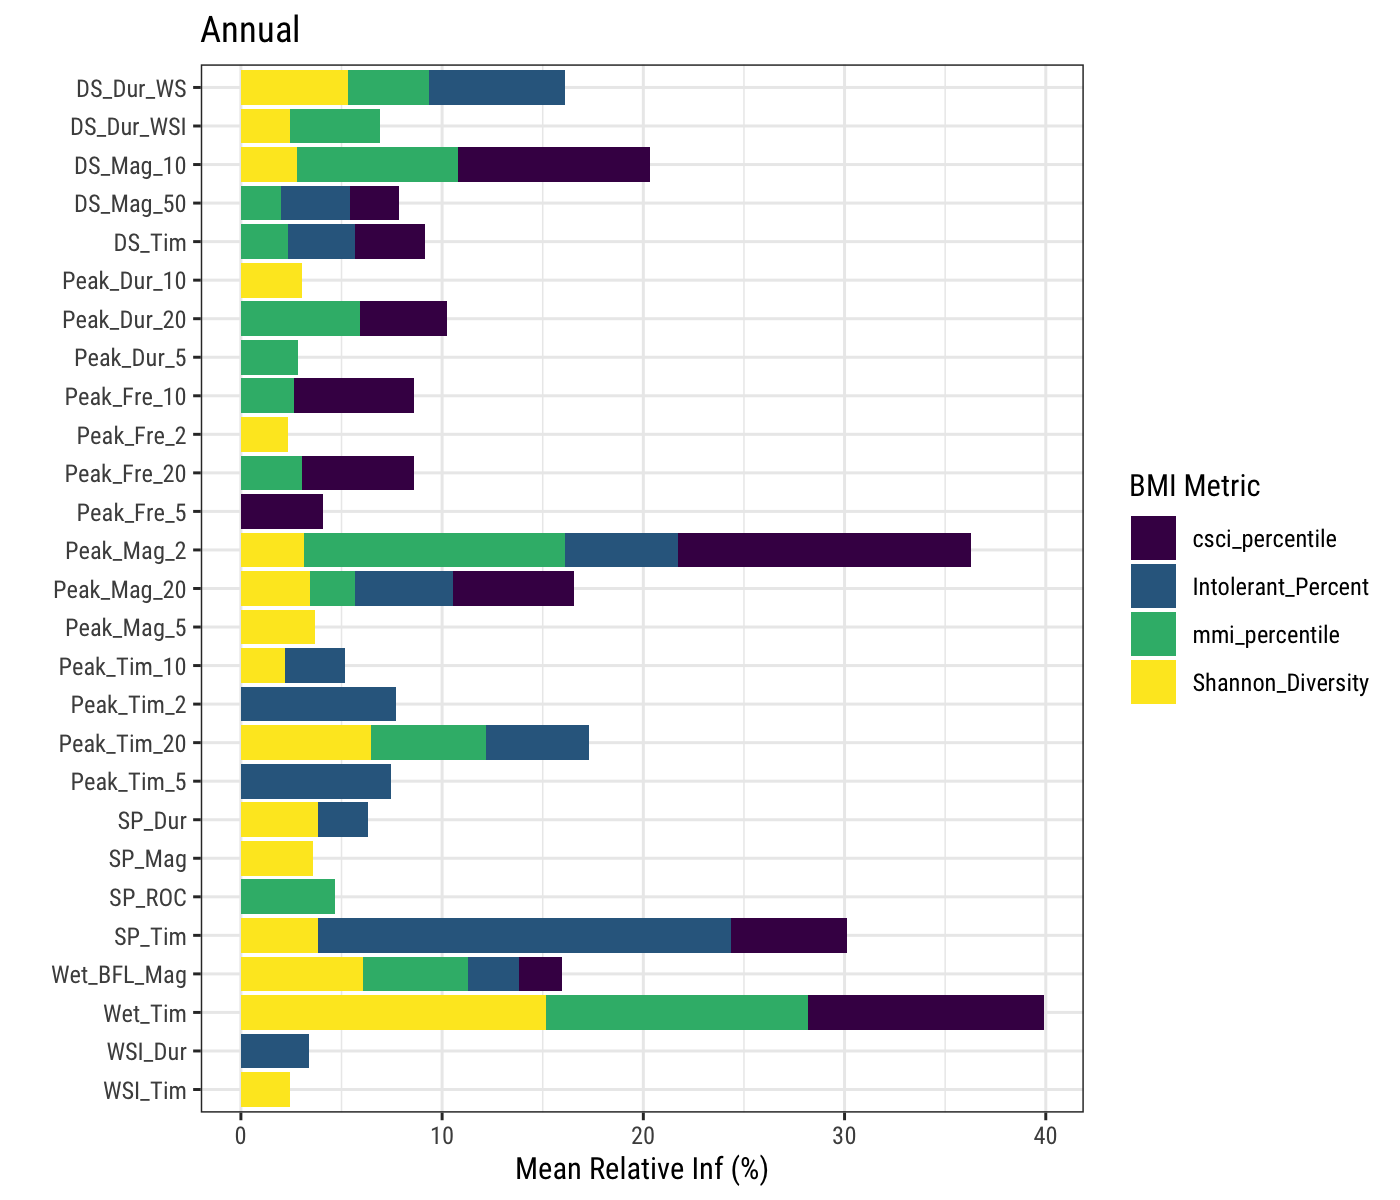 Annual
DS_Dur_WS
DS_Dur_WSI
DS_Mag_10
DS_Mag_50
DS_Tim
Peak_Dur_10
Peak_Dur_20
Peak_Dur_5
Peak_Fre_10
Peak_Fre_2
Peak_Fre_20
Peak_Fre_5
Peak_Mag_2
Peak_Mag_20
Peak_Mag_5
Peak_Tim_10
Peak_Tim_2
Peak_Tim_20
Peak_Tim_5
SP_Dur
SP_Mag
SP_ROC
SP_Tim
Wet_BFL_Mag
Wet_Tim
WSI_Dur
WSI_Tim
0 10 20 30 40
Mean Relative Inf (%)
BMI Metric
csci_percentile
Intolerant_Percent
mmi_percentile
Shannon_Diversity